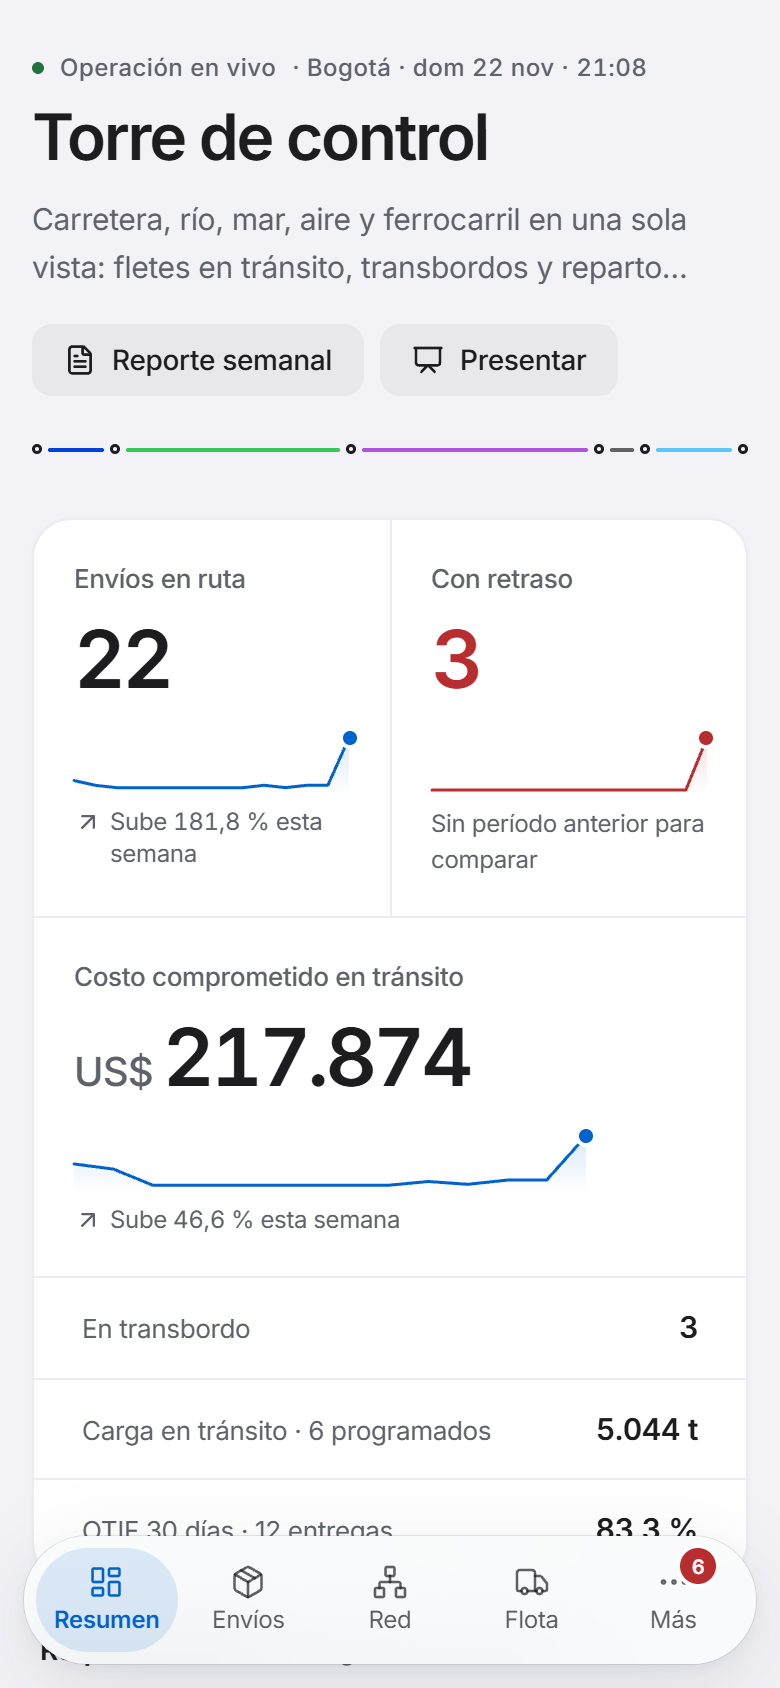 Operación en vivo · Bogotá · dom 22 nov · 21:08
Torre de control
Carretera, río, mar, aire y ferrocarril en una sola
vista: fletes en tránsito, transbordos y reparto...
Reporte semanal
Presentar
Envíos en ruta
22
Sube 181,8 % esta
semana
Con retraso
3
Sin período anterior para
comparar
Costo comprometido en tránsito
US$ 217.874
Sube 46,6 % esta semana
En transbordo 3
Carga en tránsito · 6 programados 5.044 t
OTIF 30 días · 12 entregas 83,3 %
Resumen
Envíos
Red
Flota
Más
6